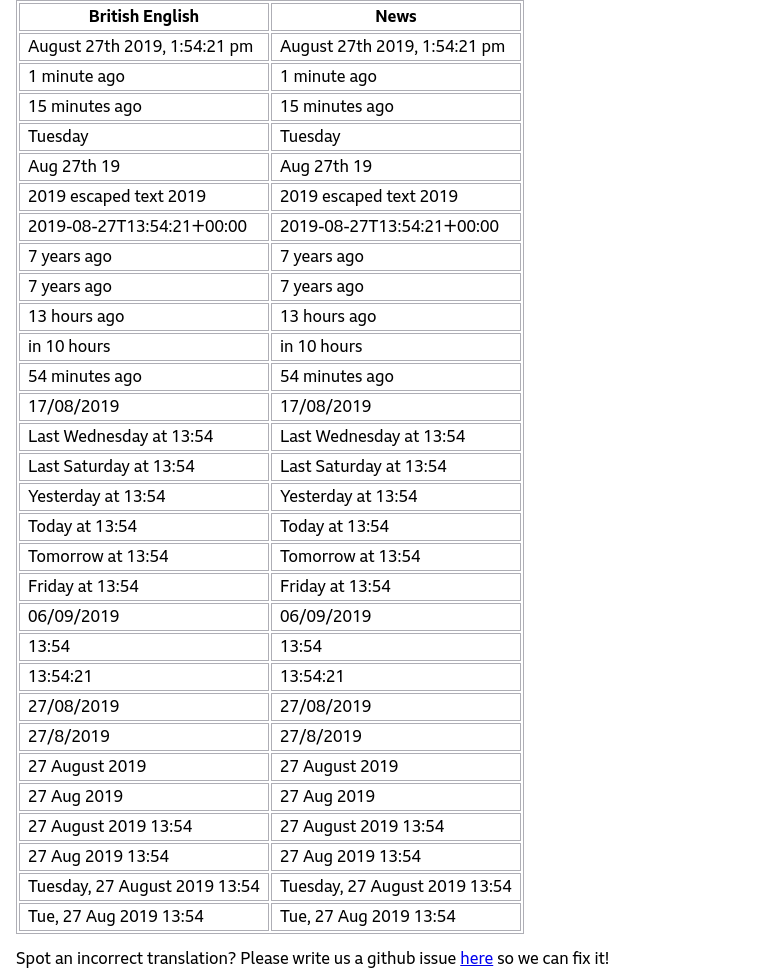 British English News
August 27th 2019, 1:54:21 pm August 27th 2019, 1:54:21 pm
1 minute ago 1 minute ago
15 minutes ago 15 minutes ago
Tuesday Tuesday
Aug 27th 19 Aug 27th 19
2019 escaped text 2019 2019 escaped text 2019
2019-08-27T13:54:21+00:00 2019-08-27T13:54:21+00:00
7 years ago 7 years ago
7 years ago 7 years ago
13 hours ago 13 hours ago
in 10 hours in 10 hours
54 minutes ago 54 minutes ago
17/08/2019 17/08/2019
Last Wednesday at 13:54 Last Wednesday at 13:54
Last Saturday at 13:54 Last Saturday at 13:54
Yesterday at 13:54 Yesterday at 13:54
Today at 13:54 Today at 13:54
Tomorrow at 13:54 Tomorrow at 13:54
Friday at 13:54 Friday at 13:54
06/09/2019 06/09/2019
13:54 13:54
13:54:21 13:54:21
27/08/2019 27/08/2019
27/8/2019 27/8/2019
27 August 2019 27 August 2019
27 Aug 2019 27 Aug 2019
27 August 2019 13:54 27 August 2019 13:54
27 Aug 2019 13:54 27 Aug 2019 13:54
Tuesday, 27 August 2019 13:54 Tuesday, 27 August 2019 13:54
Tue, 27 Aug 2019 13:54 Tue, 27 Aug 2019 13:54
Spot an incorrect translation? Please write us a github issue here so we can fix it!